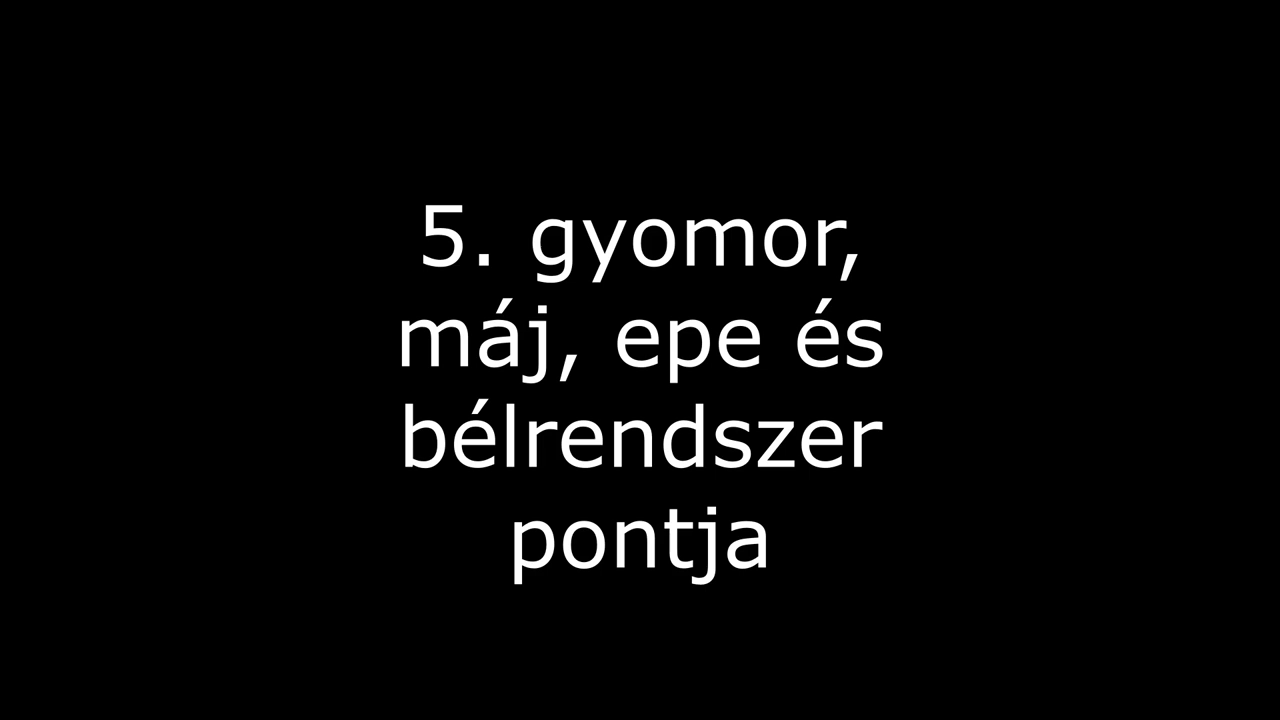 5. gyomor,
máj, epe és
bélrendszer
pontja